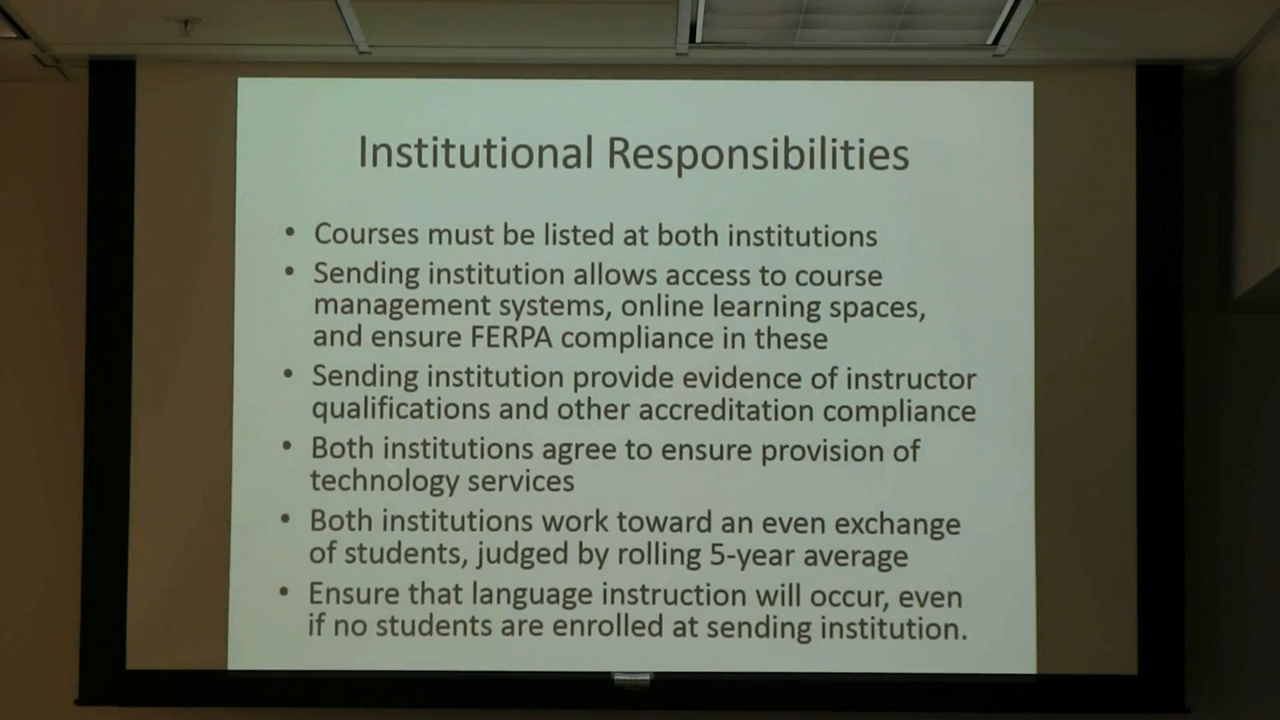 Institutional Responsibilities
• Courses must be listed at both institutions
• Sending institution allows access to course
management systems, online learning spaces,
and ensure FERPA compliance in these
• Sending institution provide evidence of instructor
qualifications and other accreditation compliance
• Both institutions agree to ensure provision of
technology services
• Both institutions work toward an even exchange
of students, judged by rolling 5-year average
• Ensure that language instruction will occur, even
if no students are enrolled at sending institution.